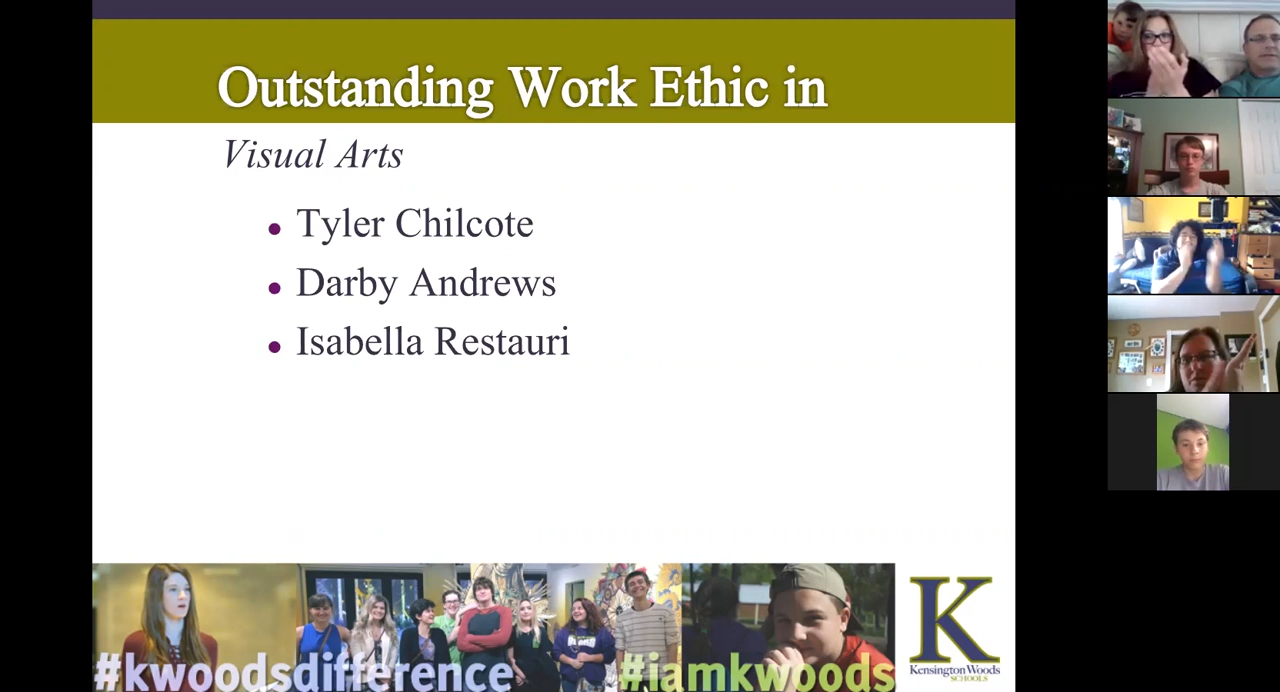 Outstanding Work Ethic in
Visual Arts
• Tyler Chilcote
• Darby Andrews
• Isabella Restauri
#kwoodsdifference
#iamkwoods
K
Kensington Woods
SCHOOLS